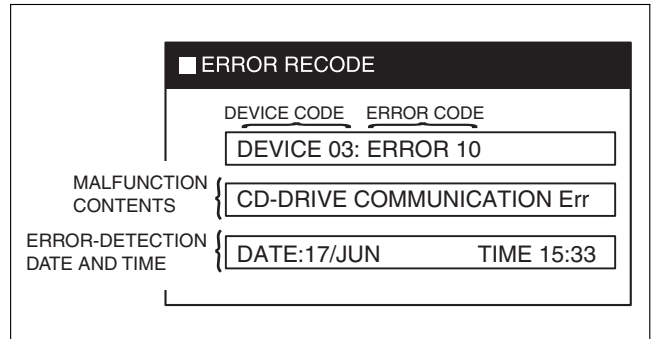 ERROR RECODE
DEVICE CODE ERROR CODE
DEVICE 03: ERROR 10
MALFUNCTION
CONTENTS
CD-DRIVE COMMUNICATION Err
ERROR-DETECTION
DATE AND TIME
DATE:17/JUN TIME 15:33